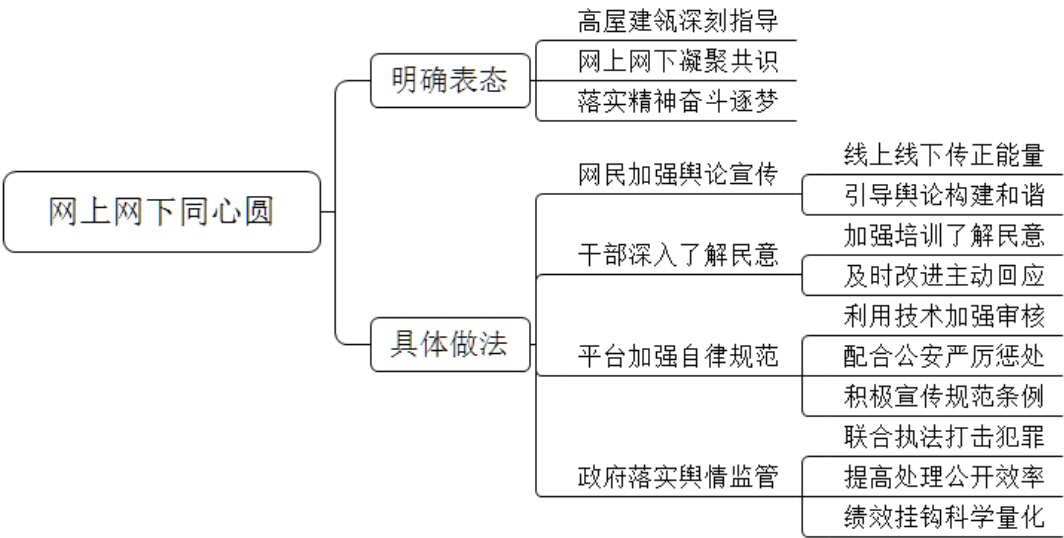 网上网下同心圆
明确表态
高屋建瓴深刻指导
网上网下凝聚共识
落实精神奋斗逐梦
具体做法
网民加强舆论宣传
线上线下传正能量
引导舆论构建和谐
干部深入了解民意
加强培训了解民意
及时改进主动回应
平台加强自律规范
利用技术加强审核
配合公安严厉惩处
积极宣传规范条例
政府落实舆情监管
联合执法打击犯罪
提高处理公开效率
绩效挂钩科学量化